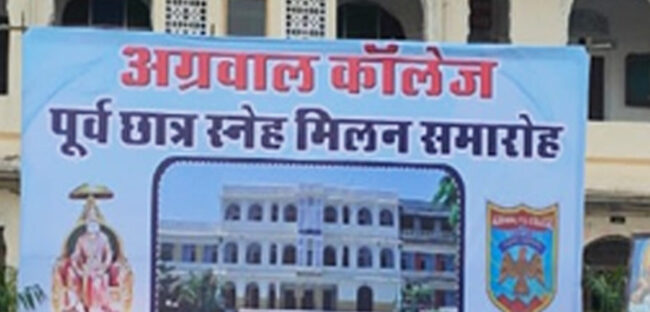 अग्रवाल कॉलेज
पूर्व छात्र स्नेह मिलन समारोह